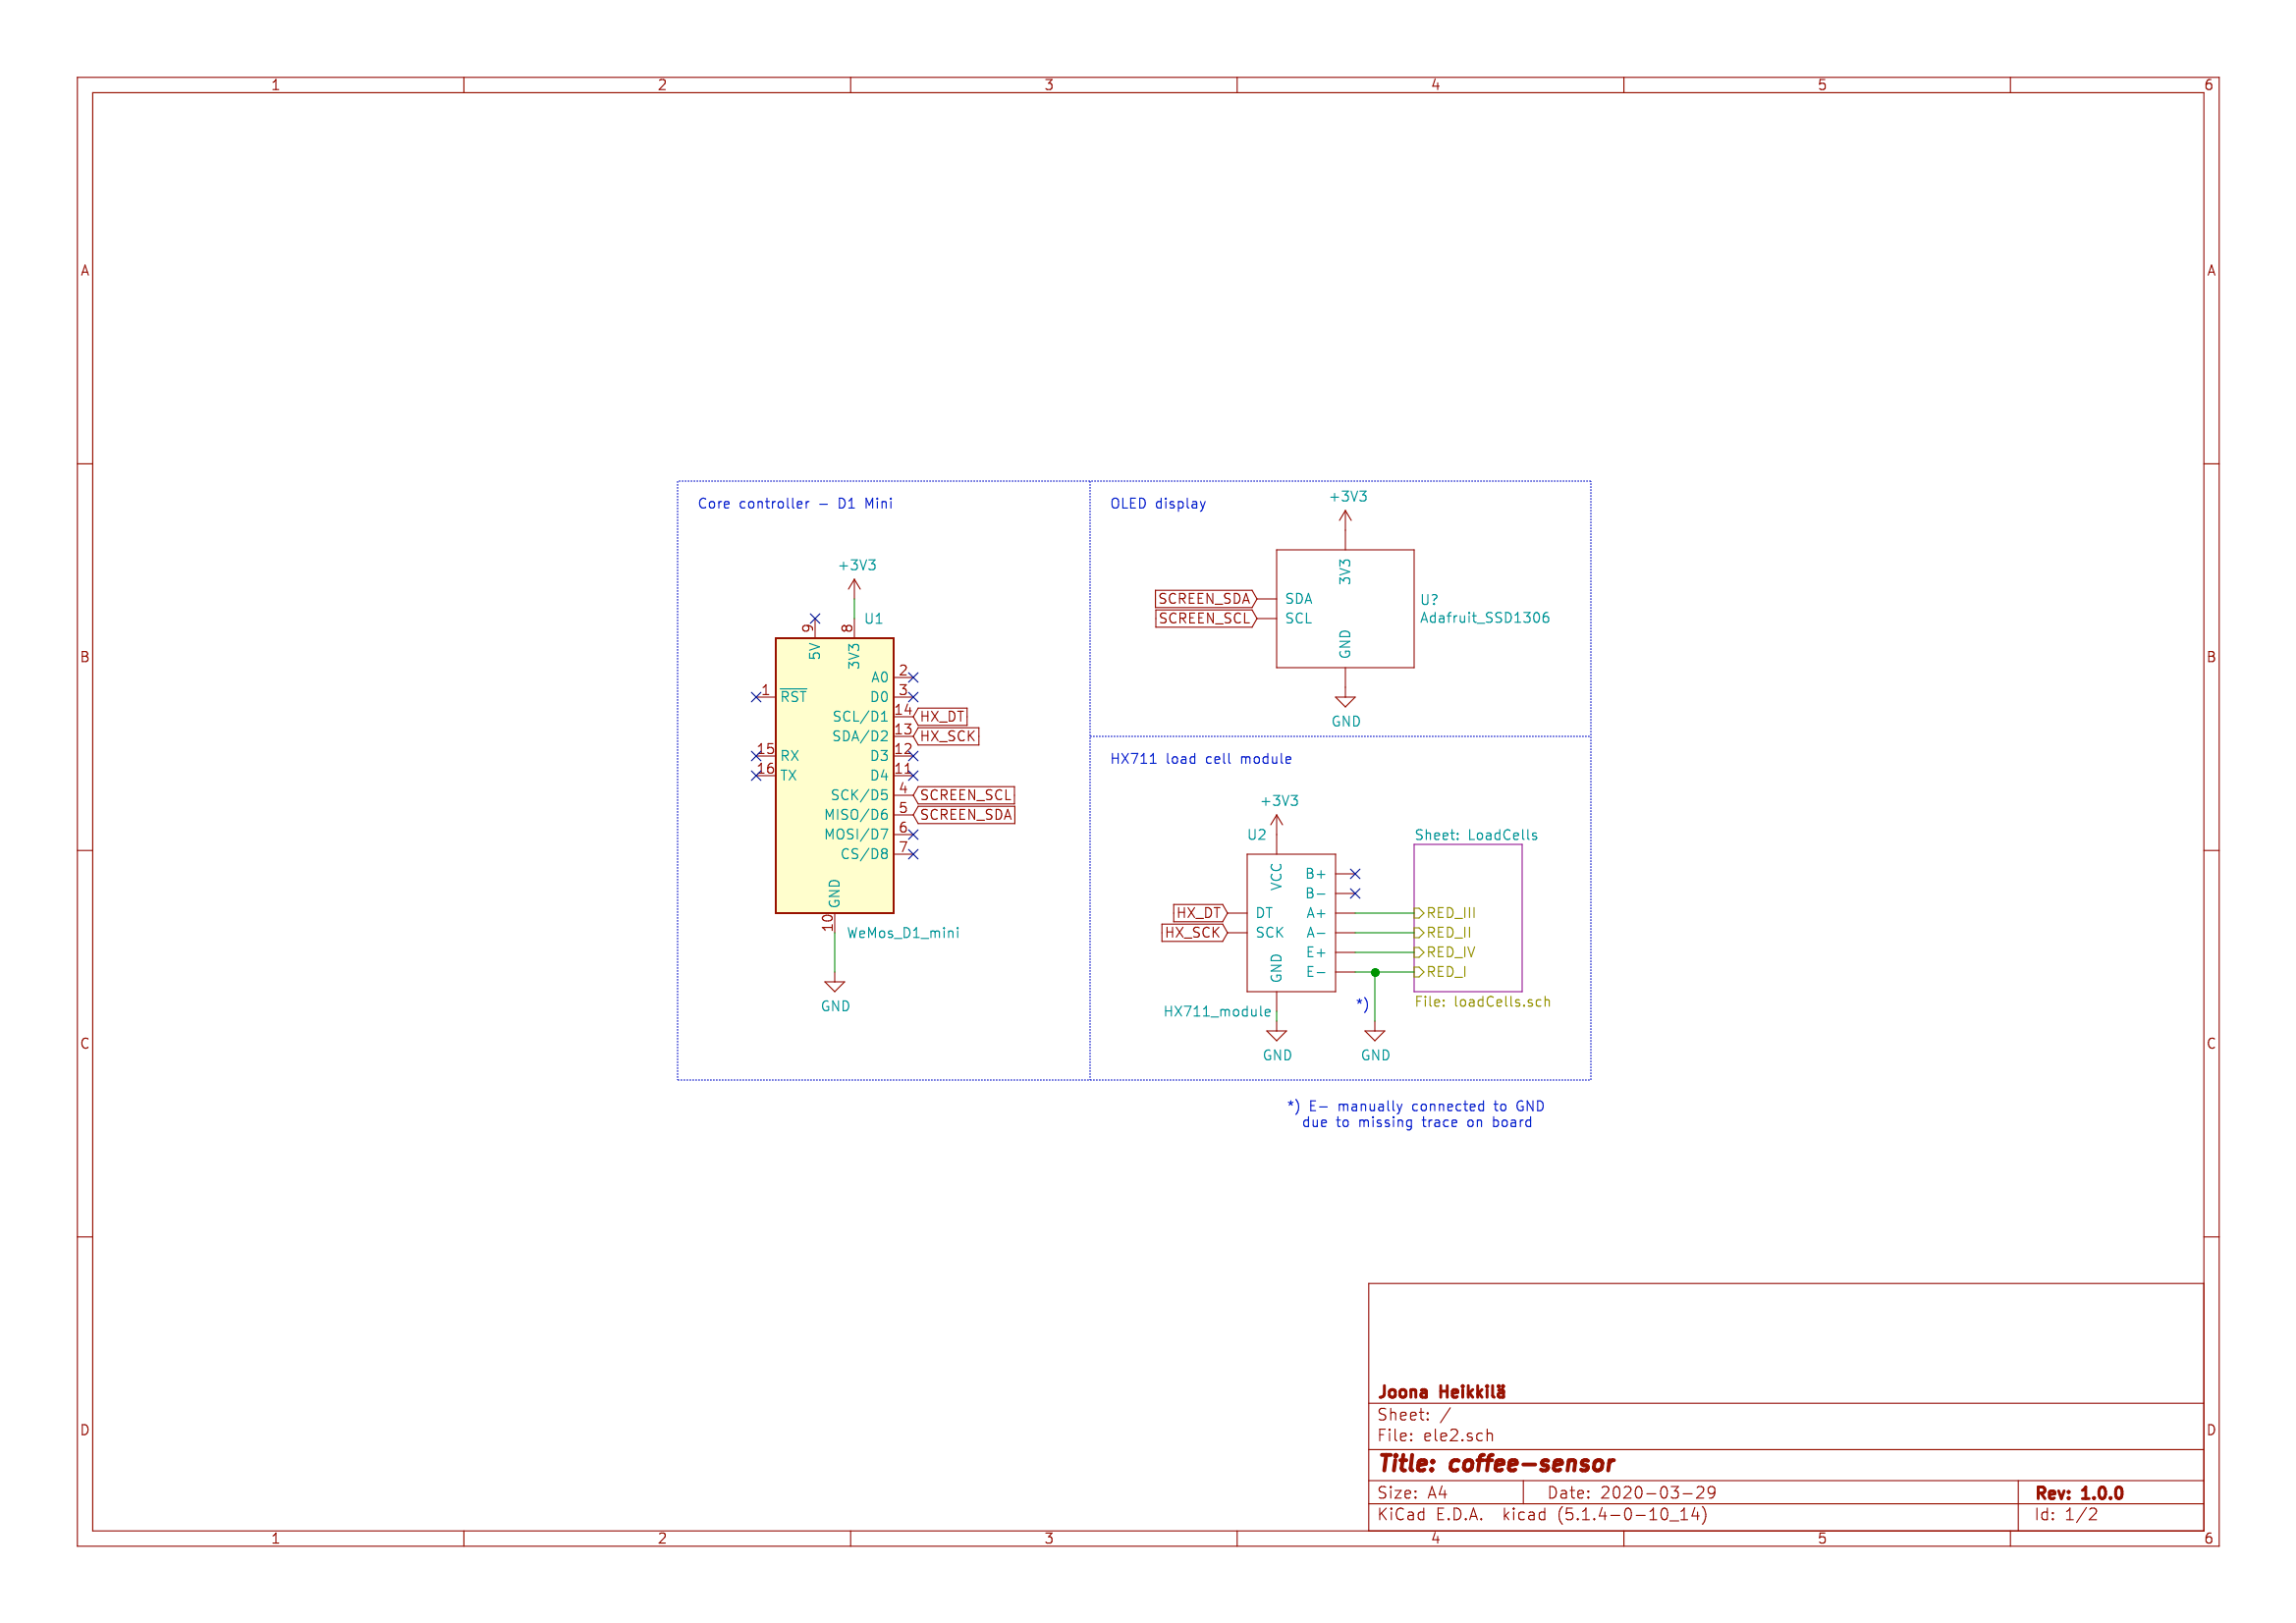 1 2 3 4 5 6
A A
B B
C C
D D
Core controller - D1 Mini
+3V3
U1
9 8
5V 3V3
A0 2
1 RST D0 3
SCL/D1 14 HX_DT
SDA/D2 13 HX_SCK
15 RX D3 12
16 TX D4 11
SCK/D5 4 SCREEN_SCL
MISO/D6 5 SCREEN_SDA
MOSI/D7 6
CS/D8 7
GND
10
WeMos_D1_mini
GND
OLED display
+3V3
3V3
SCREEN_SDA SDA
SCREEN_SCL SCL
GND
U?
Adafruit_SSD1306
GND
HX711 load cell module
+3V3
U2
VCC
B+
B-
HX_DT DT A+
HX_SCK SCK A-
E+
GND E-
HX711_module
GND
*)
GND
Sheet: LoadCells
RED_III
RED_II
RED_IV
RED_I
File: loadCells.sch
*) E- manually connected to GND
due to missing trace on board
Joona Heikkilä
Sheet: /
File: ele2.sch
Title: coffee-sensor
Size: A4 Date: 2020-03-29 Rev: 1.0.0
KiCad E.D.A. kicad (5.1.4-0-10_14) Id: 1/2
1 2 3 4 5 6